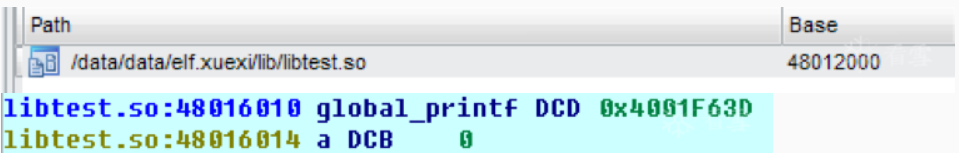 Path Base
/data/data/elf.xuexi/lib/libtest.so 48012000
libtest.so:48016010 global_printf DCD 0x4001F63D
libtest.so:48016014 a DCB 0